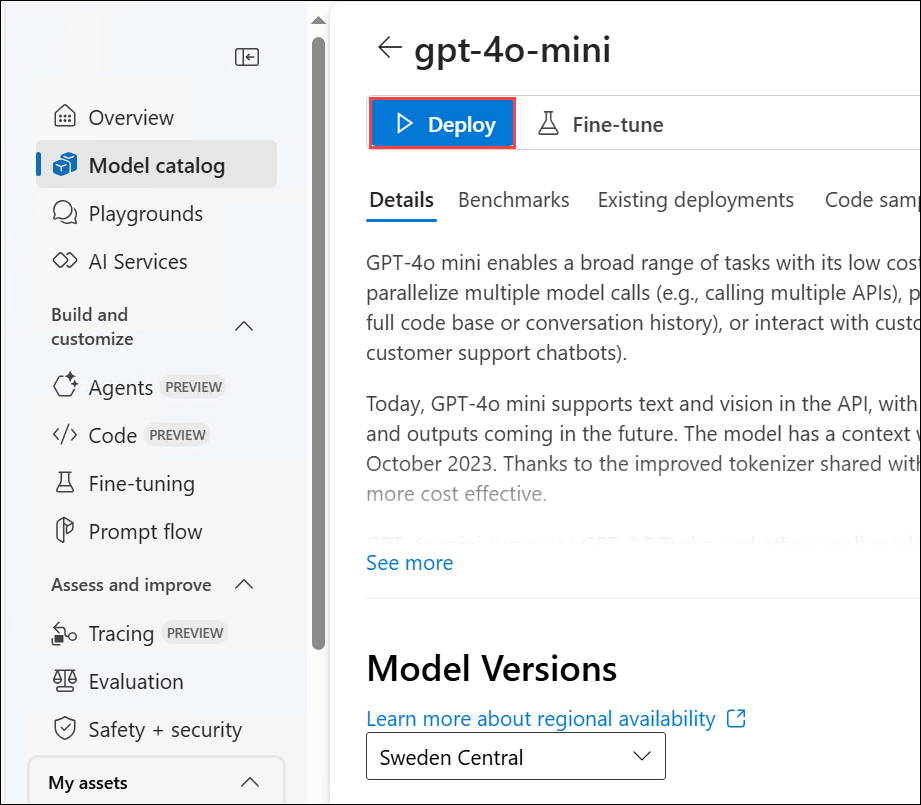 Overview
Model catalog
Playgrounds
AI Services
Build and
customize
Agents PREVIEW
Code PREVIEW
Fine-tuning
Prompt flow
Assess and improve
Tracing PREVIEW
Evaluation
Safety + security
My assets
gpt-4o-mini
Deploy Fine-tune
Details Benchmarks Existing deployments Code
GPT-4o mini enables a broad range of tasks with its low
parallelize multiple model calls (e.g., calling multiple APIs),
full code base or conversation history), or interact with
customer support chatbots).
Today, GPT-4o mini supports text and vision in the API, with
and outputs coming in the future. The model has a context
October 2023. Thanks to the improved tokenizer shared with
more cost effective.
See more
Model Versions
Learn more about regional availability
Sweden Central